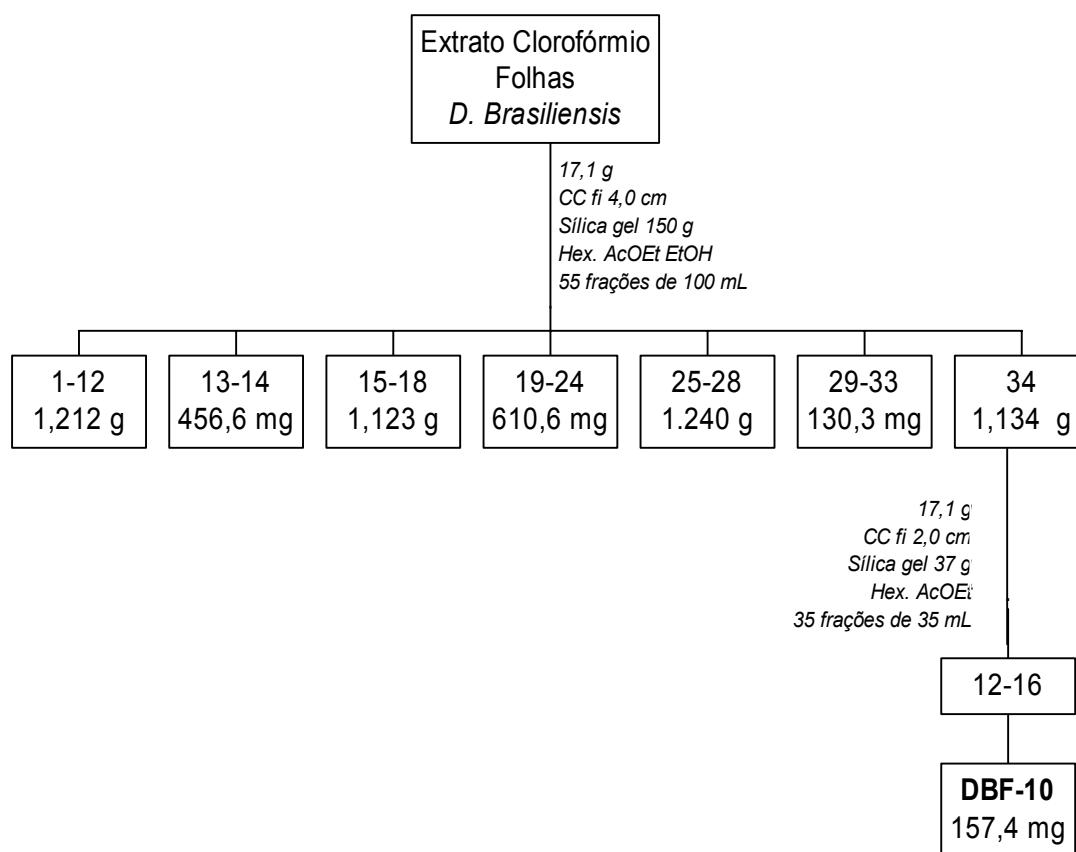 Extrato Clorofórmio
Folhas
D. Brasiliensis
17,1 g
CC fi 4,0 cm
Sílica gel 150 g
Hex. AcOEt EtOH
55 frações de 100 mL
1-12
1,212 g
13-14
456,6 mg
15-18
1,123 g
19-24
610,6 mg
25-28
1.240 g
29-33
130,3 mg
34
1,134 g
17,1 g
CC fi 2,0 cm
Sílica gel 37 g
Hex. AcOEt
35 frações de 35 mL
12-16
DBF-10
157,4 mg